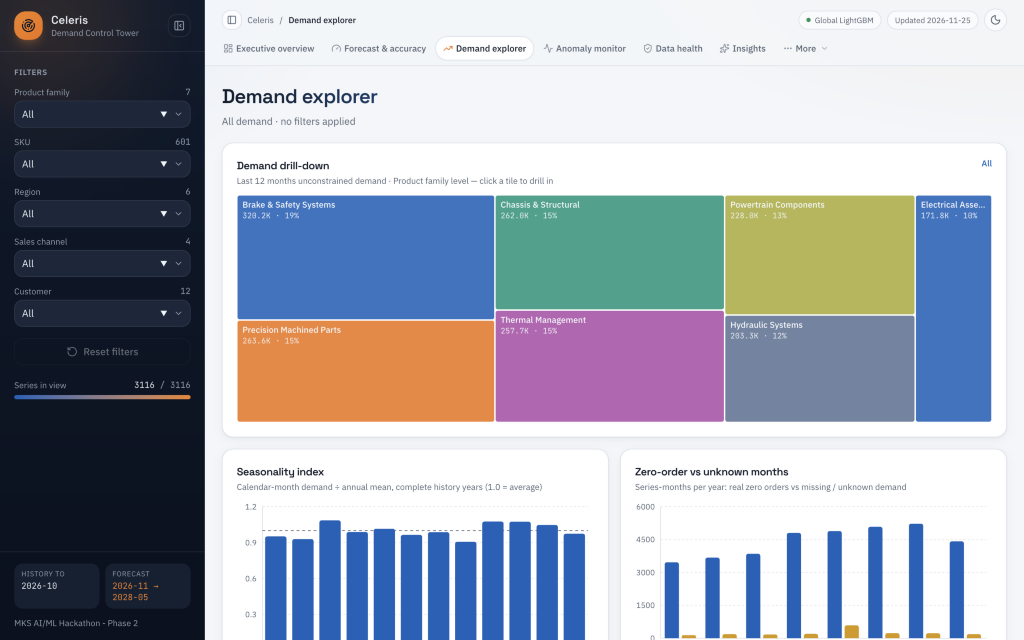 Celeris
Demand Control Tower
FILTERS
Product family 7
All
SKU 601
All
Region 6
All
Sales channel 4
All
Customer 12
All
Reset filters
Series in view 3116 / 3116
HISTORY TO
2026-10
FORECAST
2026-11 →
2028-05
MKS AI/ML Hackathon - Phase 2
Celeris / Demand explorer
Global LightGBM
Updated 2026-11-25
Executive overview
Forecast & accuracy
Demand explorer
Anomaly monitor
Data health
Insights
More
Demand explorer
All demand · no filters applied
Demand drill-down
All
Last 12 months unconstrained demand · Product family level — click a tile to drill in
Brake & Safety Systems
320.2K · 19%
Precision Machined Parts
263.6K · 15%
Chassis & Structural
262.0K · 15%
Thermal Management
257.7K · 15%
Powertrain Components
228.0K · 13%
Hydraulic Systems
203.3K · 12%
Electrical Asse...
171.8K · 10%
Seasonality index
Calendar-month demand ÷ annual mean, complete history years (1.0 = average)
1.2
0.9
0.6
0.3
Zero-order vs unknown months
Series-months per year: real zero orders vs missing / unknown demand
6000
4500
3000
1500
0